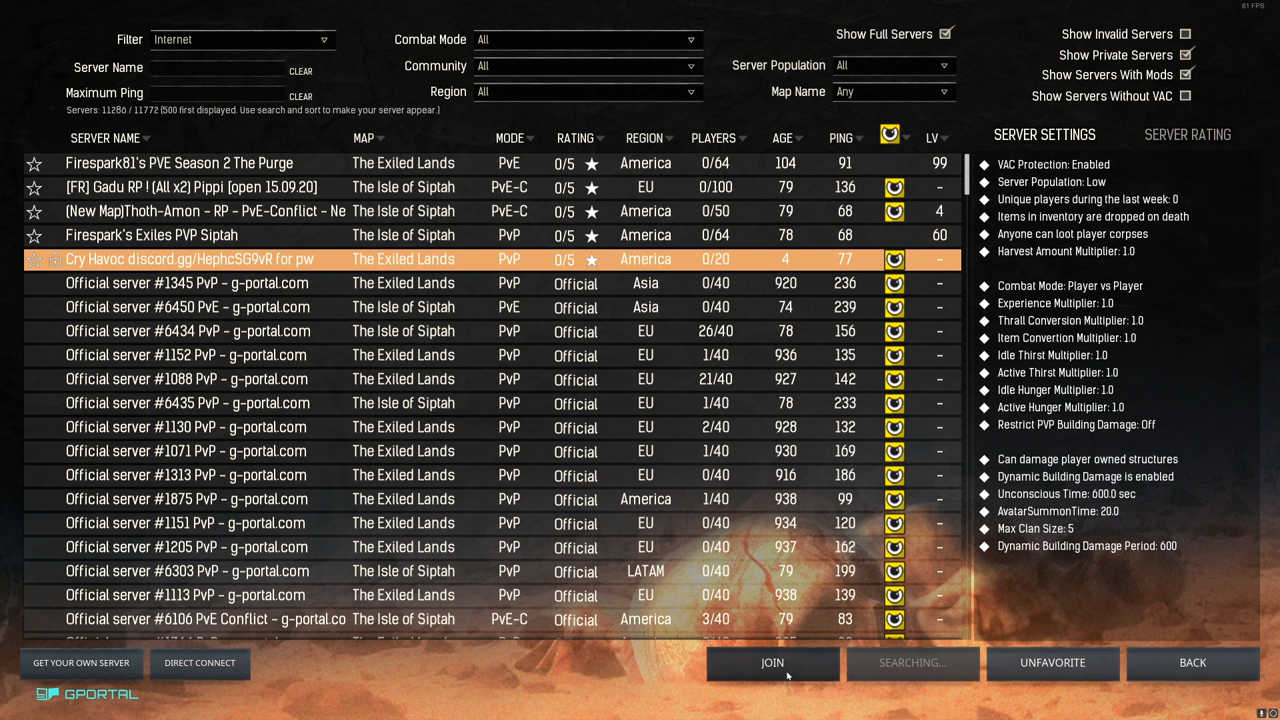 61 FPS
Filter Internet Combat Mode All Show Full Servers Show Invalid Servers
Server Name CLEAR Community All Server Population All Show Private Servers
Maximum Ping CLEAR Region All Map Name Any Show Servers With Mods
Show Servers Without VAC
Servers: 11286 / 11772 (500 first displayed. Use search and sort to make your server appear.)
SERVER NAME MAP MODE RATING REGION PLAYERS AGE PING LV
Firespark81's PVE Season 2 The Purge The Exiled Lands PvE 0/5 America 0/64 104 91 99
[FR] Gadu RP ! (All x2) Pippi [open 15.09.20] The Isle of Siptah PvE-C 0/5 EU 0/100 79 136 -
(New Map)Thoth-Amon - RP - PvE-Conflict - Ne The Isle of Siptah PvE-C 0/5 America 0/50 79 68 4
Firespark's Exiles PVP Siptah The Isle of Siptah PvP 0/5 America 0/64 78 68 60
Cry Havoc discord.gg/HephcSG9vR for pw The Exiled Lands PvP 0/5 America 0/20 4 77 -
Official server #1345 PvP - g-portal.com The Exiled Lands PvP Official Asia 0/40 920 236 -
Official server #6450 PvE - g-portal.com The Isle of Siptah PvE Official Asia 0/40 74 239 -
Official server #6434 PvP - g-portal.com The Isle of Siptah PvP Official EU 26/40 78 156 -
Official server #1152 PvP - g-portal.com The Exiled Lands PvP Official EU 1/40 936 135 -
Official server #1088 PvP - g-portal.com The Exiled Lands PvP Official EU 21/40 927 142 -
Official server #6435 PvP - g-portal.com The Isle of Siptah PvP Official EU 1/40 78 233 -
Official server #1130 PvP - g-portal.com The Exiled Lands PvP Official EU 2/40 928 132 -
Official server #1071 PvP - g-portal.com The Exiled Lands PvP Official EU 1/40 930 169 -
Official server #1313 PvP - g-portal.com The Exiled Lands PvP Official EU 0/40 916 186 -
Official server #1875 PvP - g-portal.com The Exiled Lands PvP Official America 1/40 938 99 -
Official server #1151 PvP - g-portal.com The Exiled Lands PvP Official EU 0/40 934 120 -
Official server #1205 PvP - g-portal.com The Exiled Lands PvP Official EU 0/40 937 162 -
Official server #6303 PvP - g-portal.com The Isle of Siptah PvP Official LATAM 0/40 79 199 -
Official server #1113 PvP - g-portal.com The Exiled Lands PvP Official EU 0/40 938 139 -
Official server #6106 PvE Conflict - g-portal.co The Isle of Siptah PvE-C Official America 3/40 79 83 -
SERVER SETTINGS SERVER RATING
VAC Protection: Enabled
Server Population: Low
Unique players during the last week: 0
Items in inventory are dropped on death
Anyone can loot player corpses
Harvest Amount Multiplier: 1.0
Combat Mode: Player vs Player
Experience Multiplier: 1.0
Thrall Conversion Multiplier: 1.0
Item Convertion Multiplier: 1.0
Idle Thirst Multiplier: 1.0
Active Thirst Multiplier: 1.0
Idle Hunger Multiplier: 1.0
Active Hunger Multiplier: 1.0
Restrict PVP Building Damage: Off
Can damage player owned structures
Dynamic Building Damage is enabled
Unconscious Time: 600.0 sec
AvatarSummonTime: 20.0
Max Clan Size: 5
Dynamic Building Damage Period: 600
GET YOUR OWN SERVER DIRECT CONNECT JOIN SEARCHING... UNFAVORITE BACK
GPORTAL